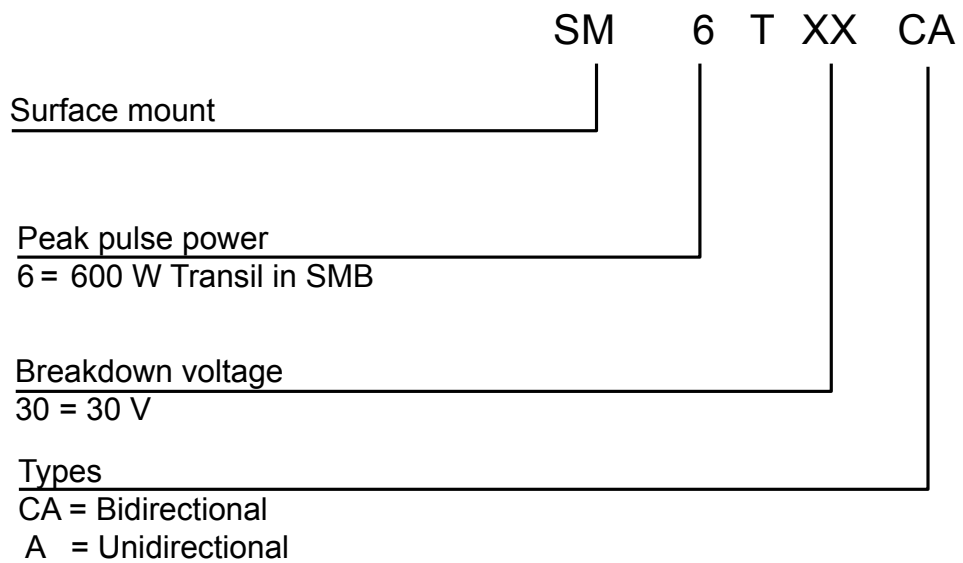 SM 6 T XX CA
Surface mount
Peak pulse power
6 = 600 W Transil in SMB
Breakdown voltage
30 = 30 V
Types
CA = Bidirectional
A = Unidirectional